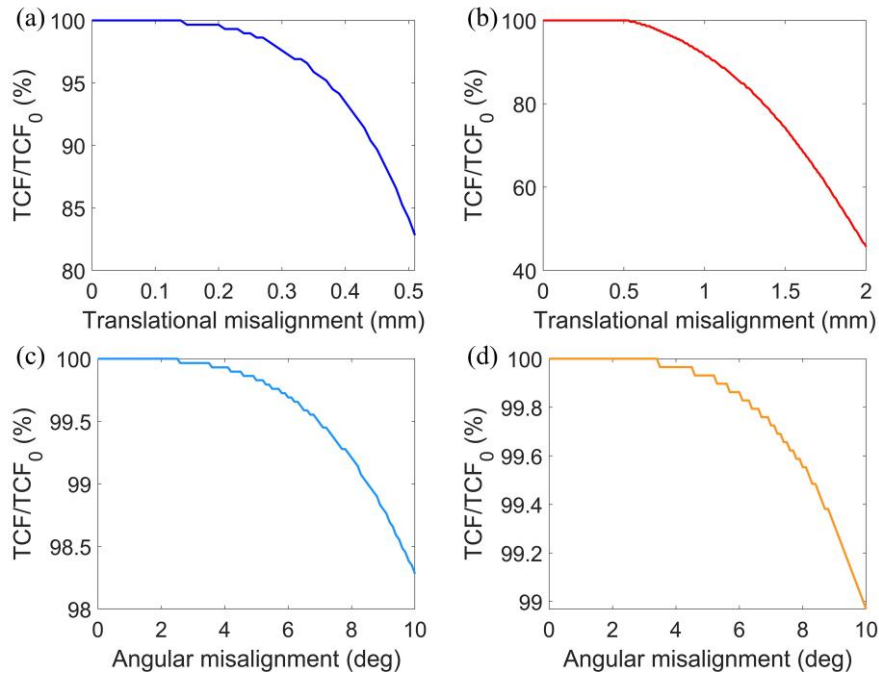 (a)
100
95
90
85
80
TCF/TCF0 (%)
0 0.1 0.2 0.3 0.4 0.5
Translational misalignment (mm)
(b)
100
80
60
40
TCF/TCF0 (%)
0 0.5 1 1.5 2
Translational misalignment (mm)
(c)
100
99.5
99
98.5
98
TCF/TCF0 (%)
0 2 4 6 8 10
Angular misalignment (deg)
(d)
100
99.8
99.6
99.4
99.2
99
TCF/TCF0 (%)
0 2 4 6 8 10
Angular misalignment (deg)